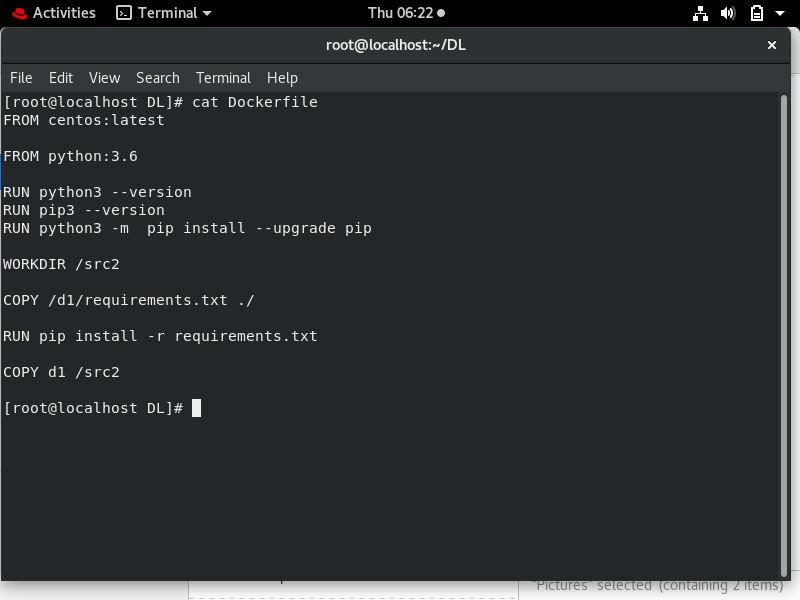 Activities Terminal Thu 06:22
root@localhost:~/DL
File Edit View Search Terminal Help
[root@localhost DL]# cat Dockerfile
FROM centos:latest
FROM python:3.6
RUN python3 --version
RUN pip3 --version
RUN python3 -m  pip install --upgrade pip
WORKDIR /src2
COPY /d1/requirements.txt ./
RUN pip install -r requirements.txt
COPY d1 /src2
[root@localhost DL]#
"Pictures" selected (containing 2 items)